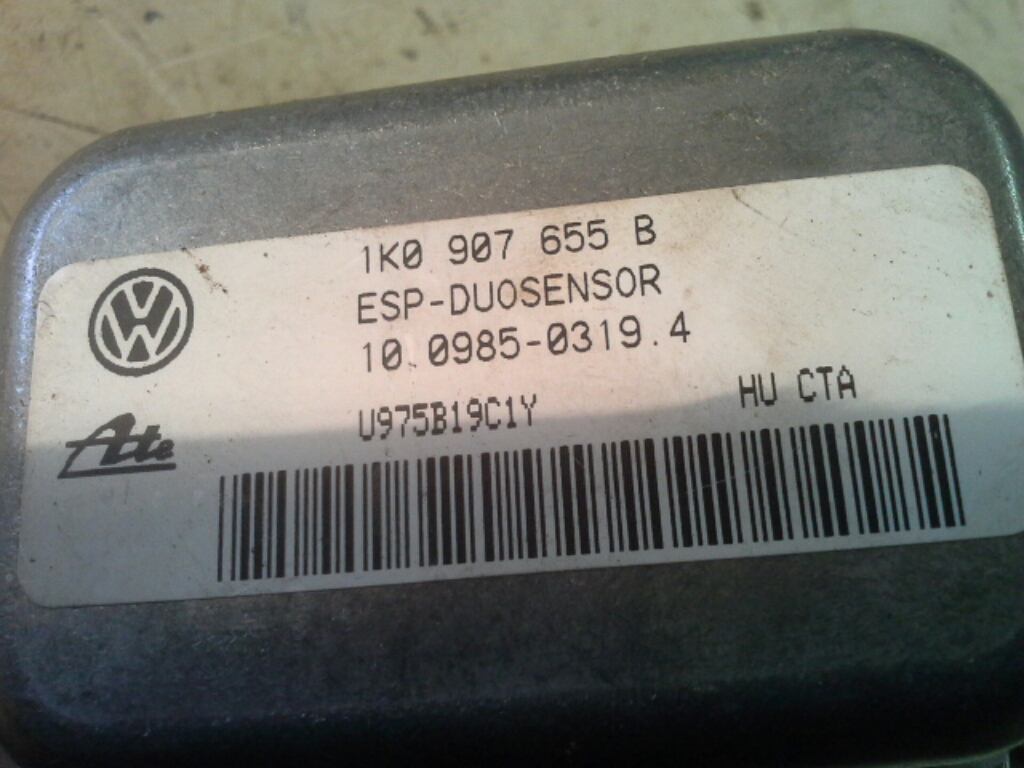 1K0 907 655 B
ESP-DUOSENSOR
10.0985-0319.4
U975B19C1Y HU CTA
Ate